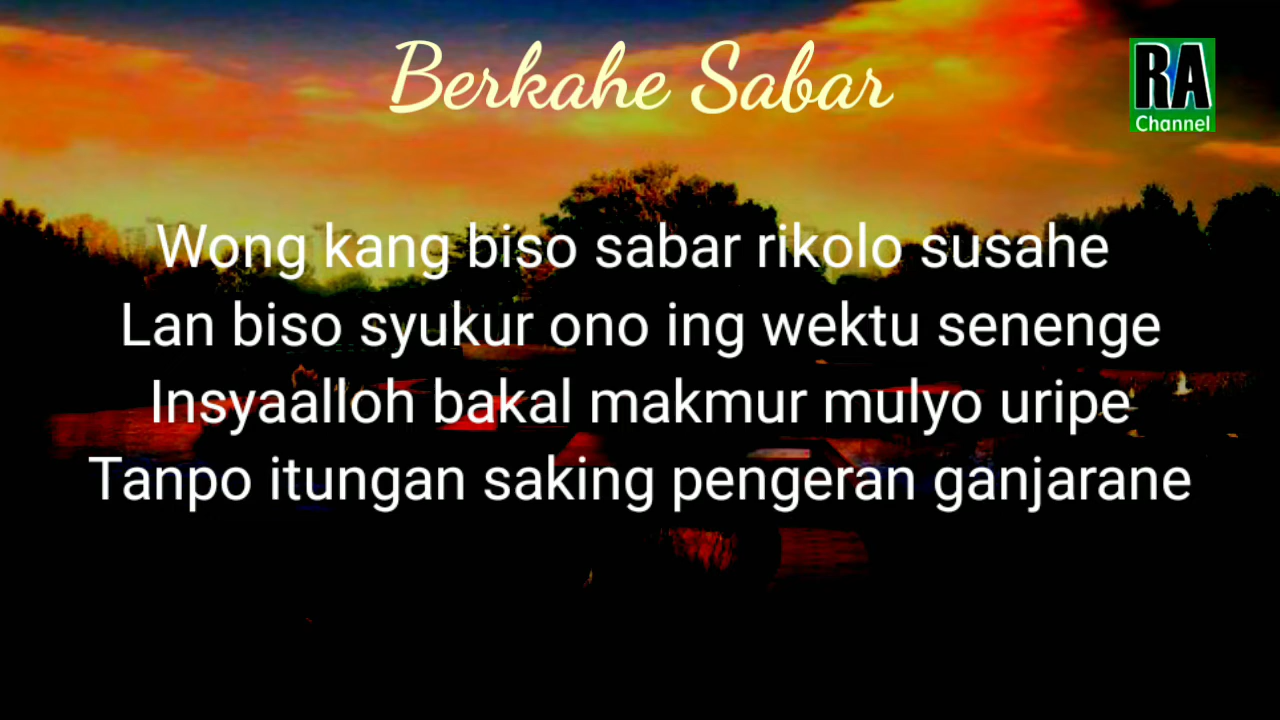 Berkahe Sabar
RA
Channel
Wong kang biso sabar rikolo susahe
Lan biso syukur ono ing wektu senenge
Insyaalloh bakal makmur mulyo uripe
Tanpo itungan saking pengeran ganjarane